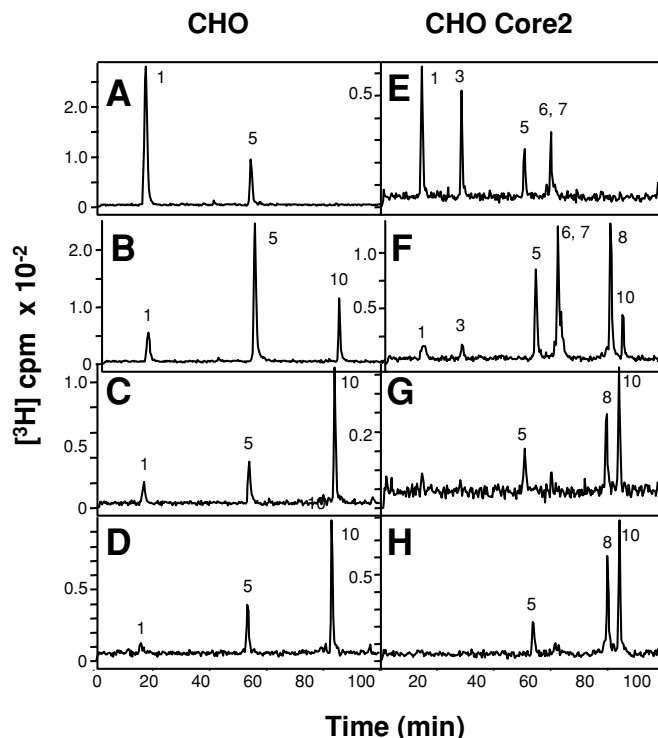 CHO CHO Core2
A 1 5 2.0 1.0 0
E 1 3 5 6, 7 0.5
B 1 5 10 2.0 1.0 0
F 1 3 5 6, 7 8 10 1.0 0.5
C 1 5 10 10 1.0 0.5 0
G 5 8 10 0.2
D 1 5 10 0.5 0
H 5 8 10 0.5
0 20 40 60 80 100 0 20 40 60 80 100
[³H] cpm x 10⁻²
Time (min)